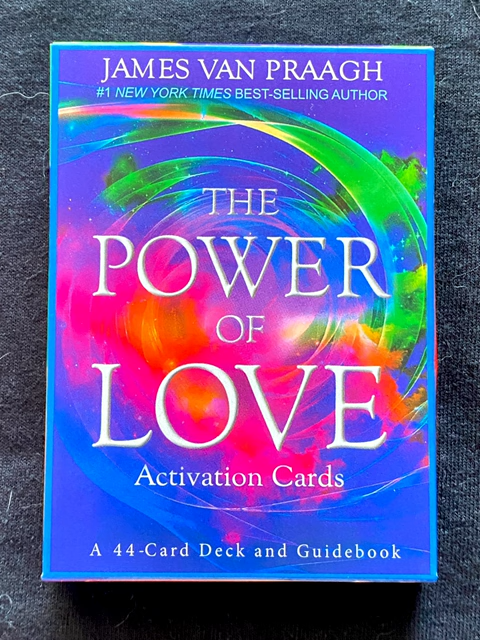 JAMES VAN PRAAGH
#1 NEW YORK TIMES BEST-SELLING AUTHOR
THE
POWER
OF
LOVE
Activation Cards
A 44-Card Deck and Guidebook